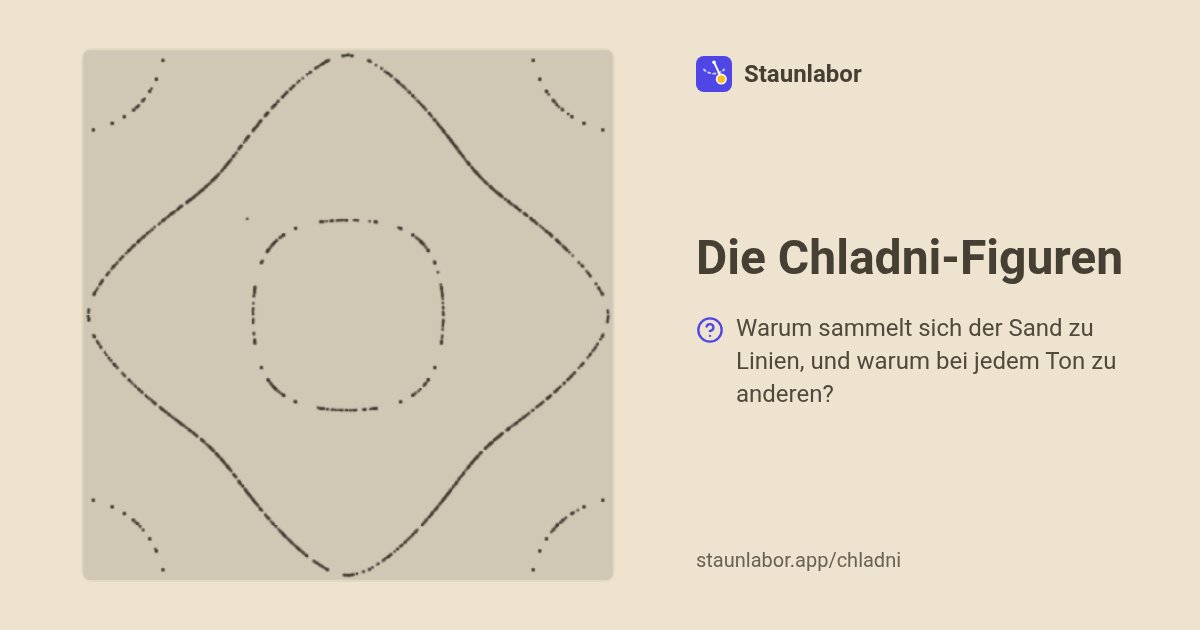 Staunlabor
Die Chladni-Figuren
Warum sammelt sich der Sand zu
Linien, und warum bei jedem Ton zu
anderen?
staunlabor.app/chladni